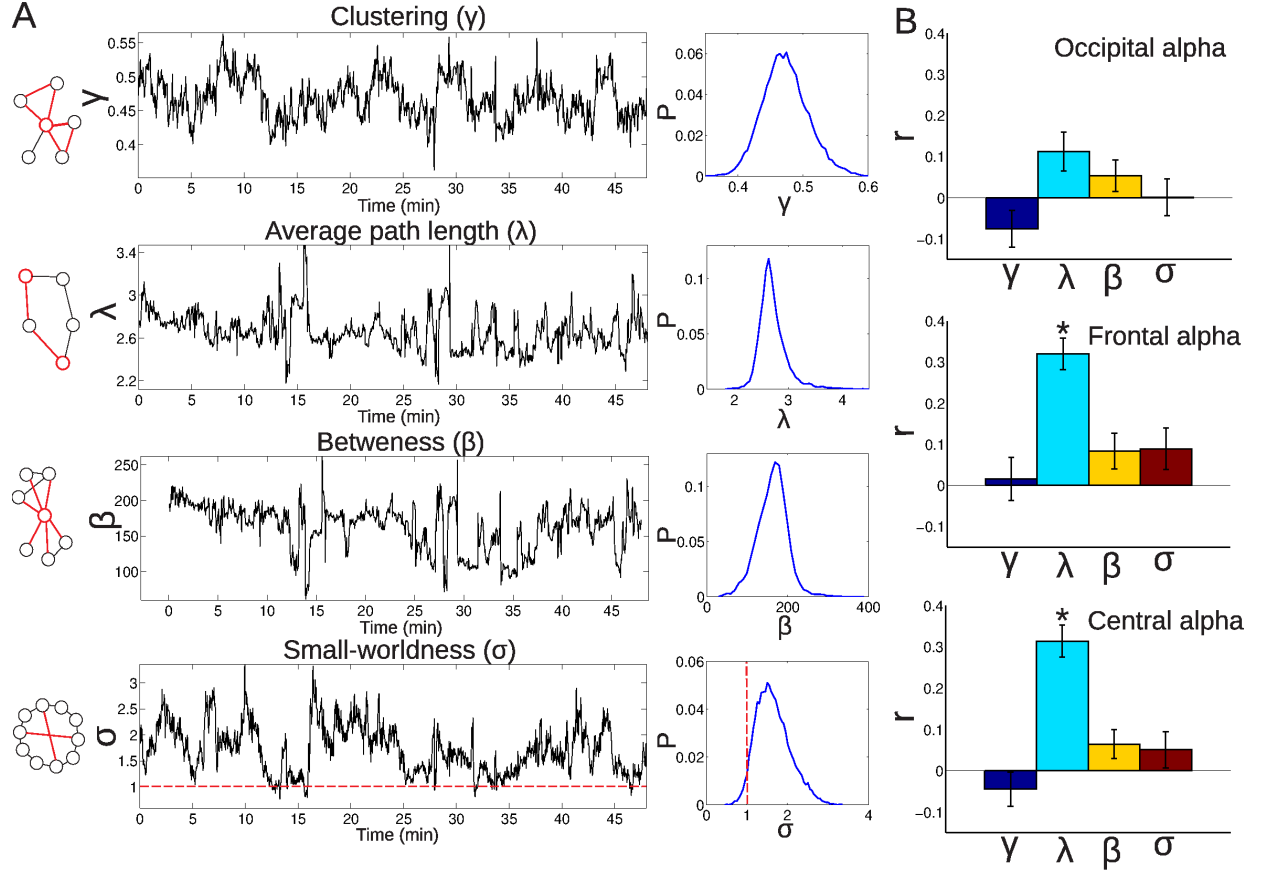 A
Clustering (γ)
γ
0.55
0.5
0.45
0.4
0 5 10 15 20 25 30 35 40 45
Time (min)
P
0.06
0.04
0.02
0
0.4 0.5 0.6
γ
Average path length (λ)
λ
3.4
3
2.6
2.2
0 5 10 15 20 25 30 35 40 45
Time (min)
P
0.1
0.05
0
2 3 4
λ
Betweness (β)
β
250
200
150
100
0 5 10 15 20 25 30 35 40 45
Time (min)
P
0.1
0.05
0
0 200 400
β
Small-worldness (σ)
σ
3
2.5
2
1.5
1
0 5 10 15 20 25 30 35 40 45
Time (min)
P
0.06
0.04
0.02
0
0 1 2 4
σ
B
Occipital alpha
r
0.4
0.3
0.2
0.1
0
−0.1
γ λ β σ
* Frontal alpha
r
0.4
0.3
0.2
0.1
0
−0.1
γ λ β σ
* Central alpha
r
0.4
0.3
0.2
0.1
0
−0.1
γ λ β σ